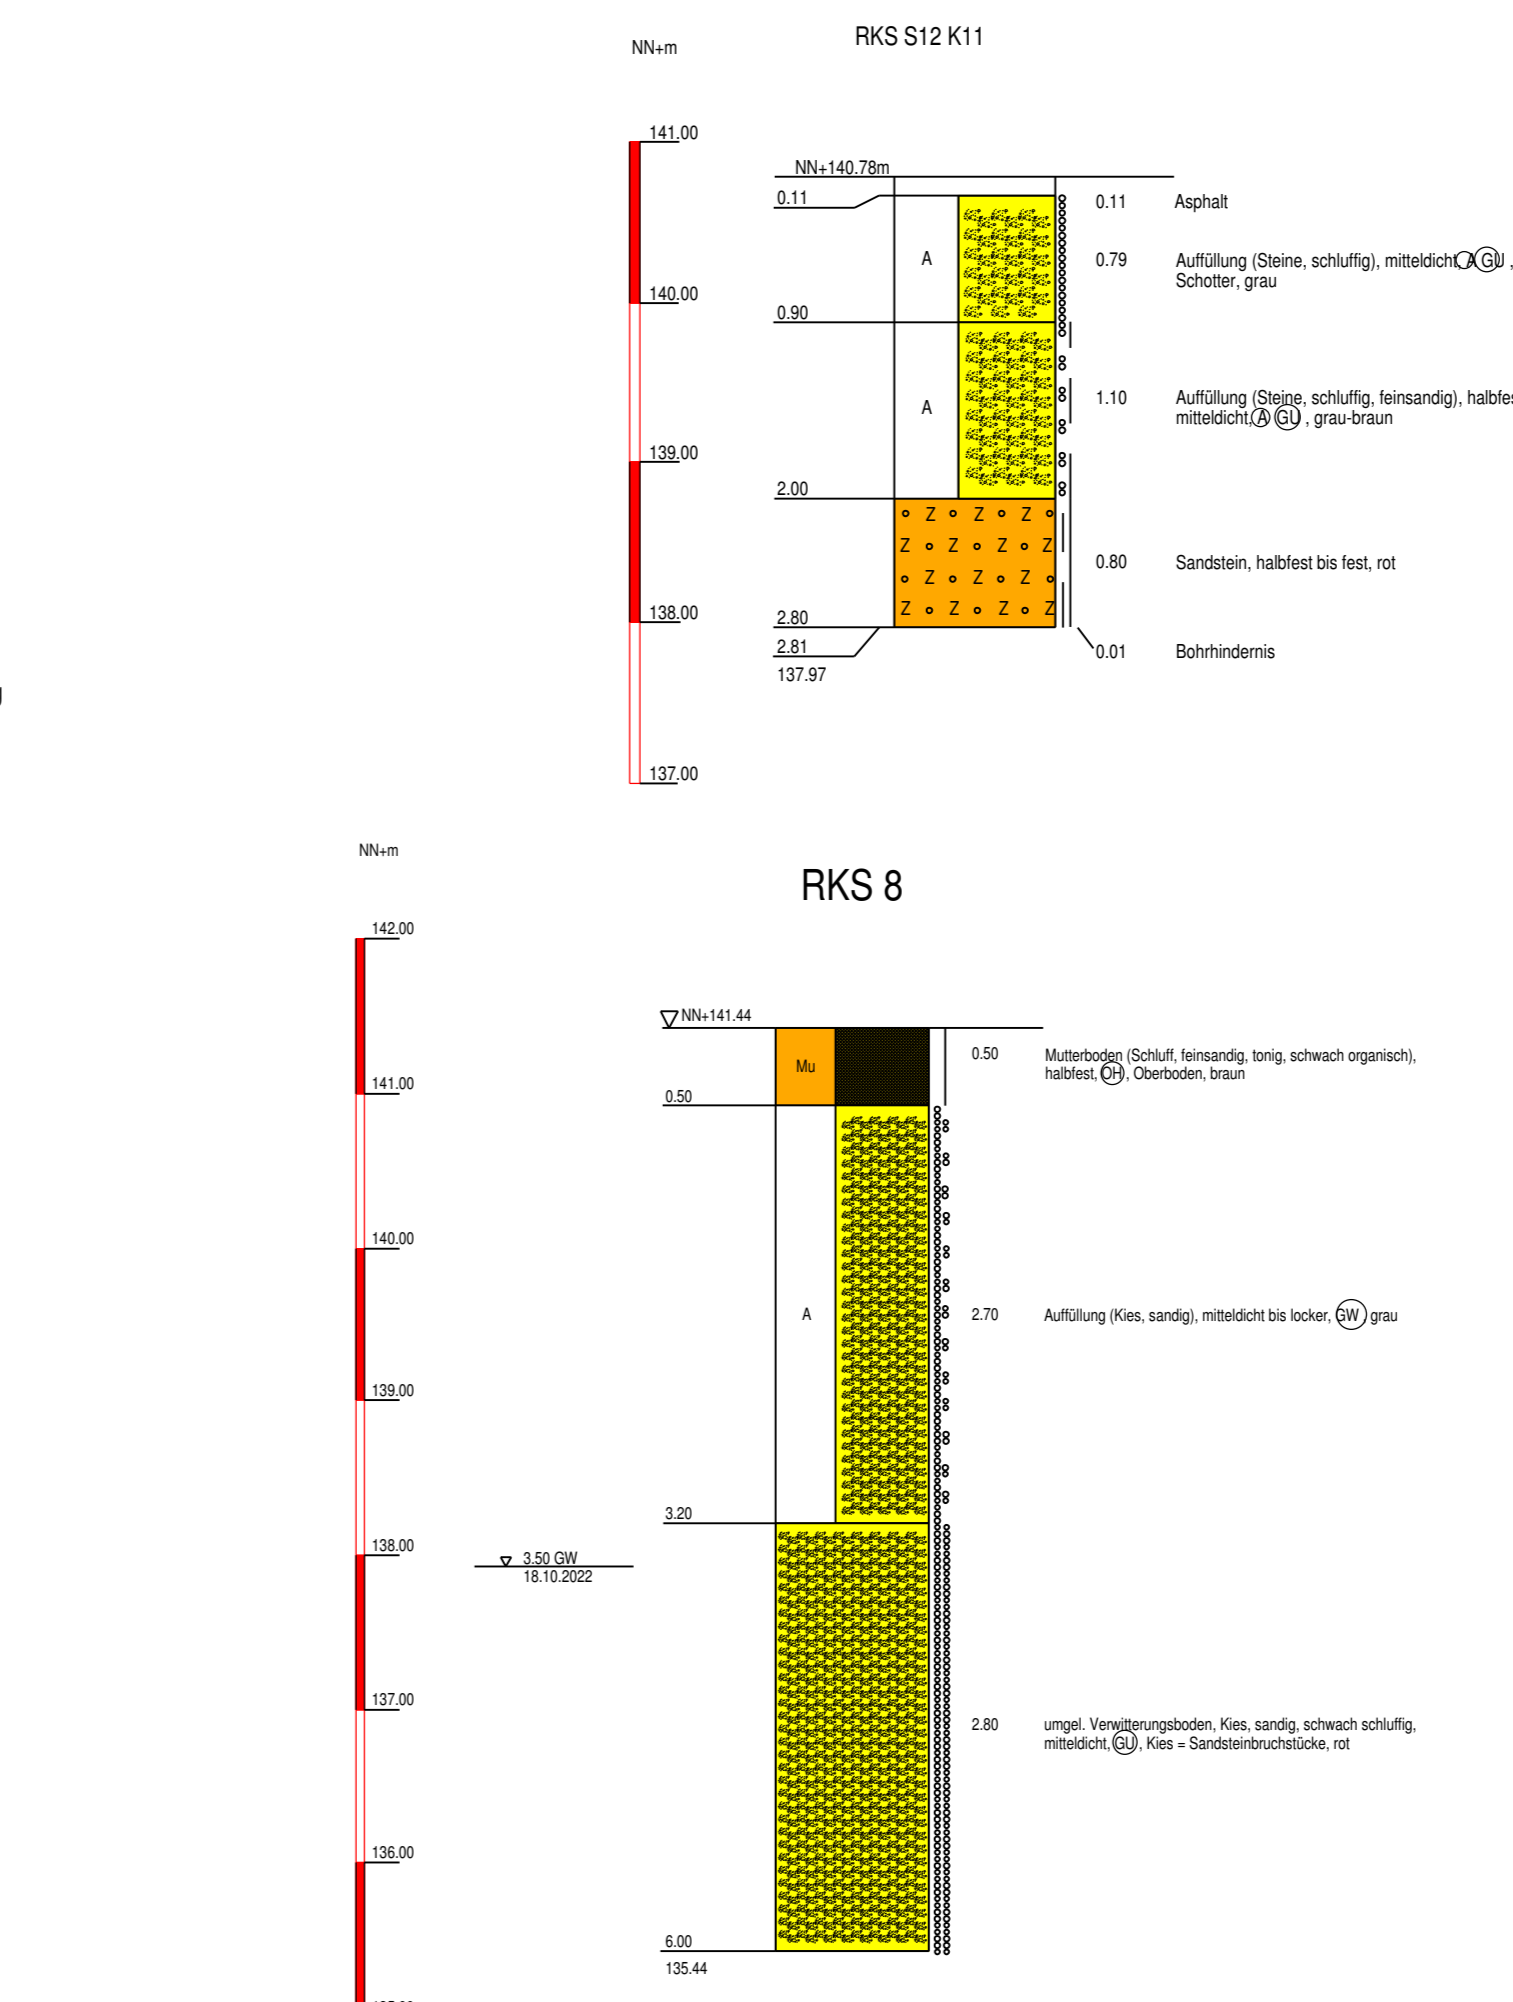 RKS S12 K11
NN+m
141.00
140.00
139.00
138.00
137.00
NN+140.78m
0.11
0.90
2.00
2.80
2.81
137.97
A
A
Z Z Z
Z Z Z Z
Z Z Z
Z Z Z Z
0.11 Asphalt
0.79 Auffüllung (Steine, schluffig), mitteldicht, A GU ,
Schotter, grau
1.10 Auffüllung (Steine, schluffig, feinsandig), halbfes
mitteldicht, A GU , grau-braun
0.80 Sandstein, halbfest bis fest, rot
0.01 Bohrhindernis
NN+m
RKS 8
142.00
141.00
140.00
139.00
138.00
137.00
136.00
NN+141.44
0.50
3.20
3.50 GW
18.10.2022
6.00
135.44
Mu
A
0.50 Mutterboden (Schluff, feinsandig, tonig, schwach organisch),
halbfest, OH , Oberboden, braun
2.70 Auffüllung (Kies, sandig), mitteldicht bis locker, GW , grau
2.80 umgel. Verwitterungsboden, Kies, sandig, schwach schluffig,
mitteldicht, GU , Kies = Sandsteinbruchstücke, rot